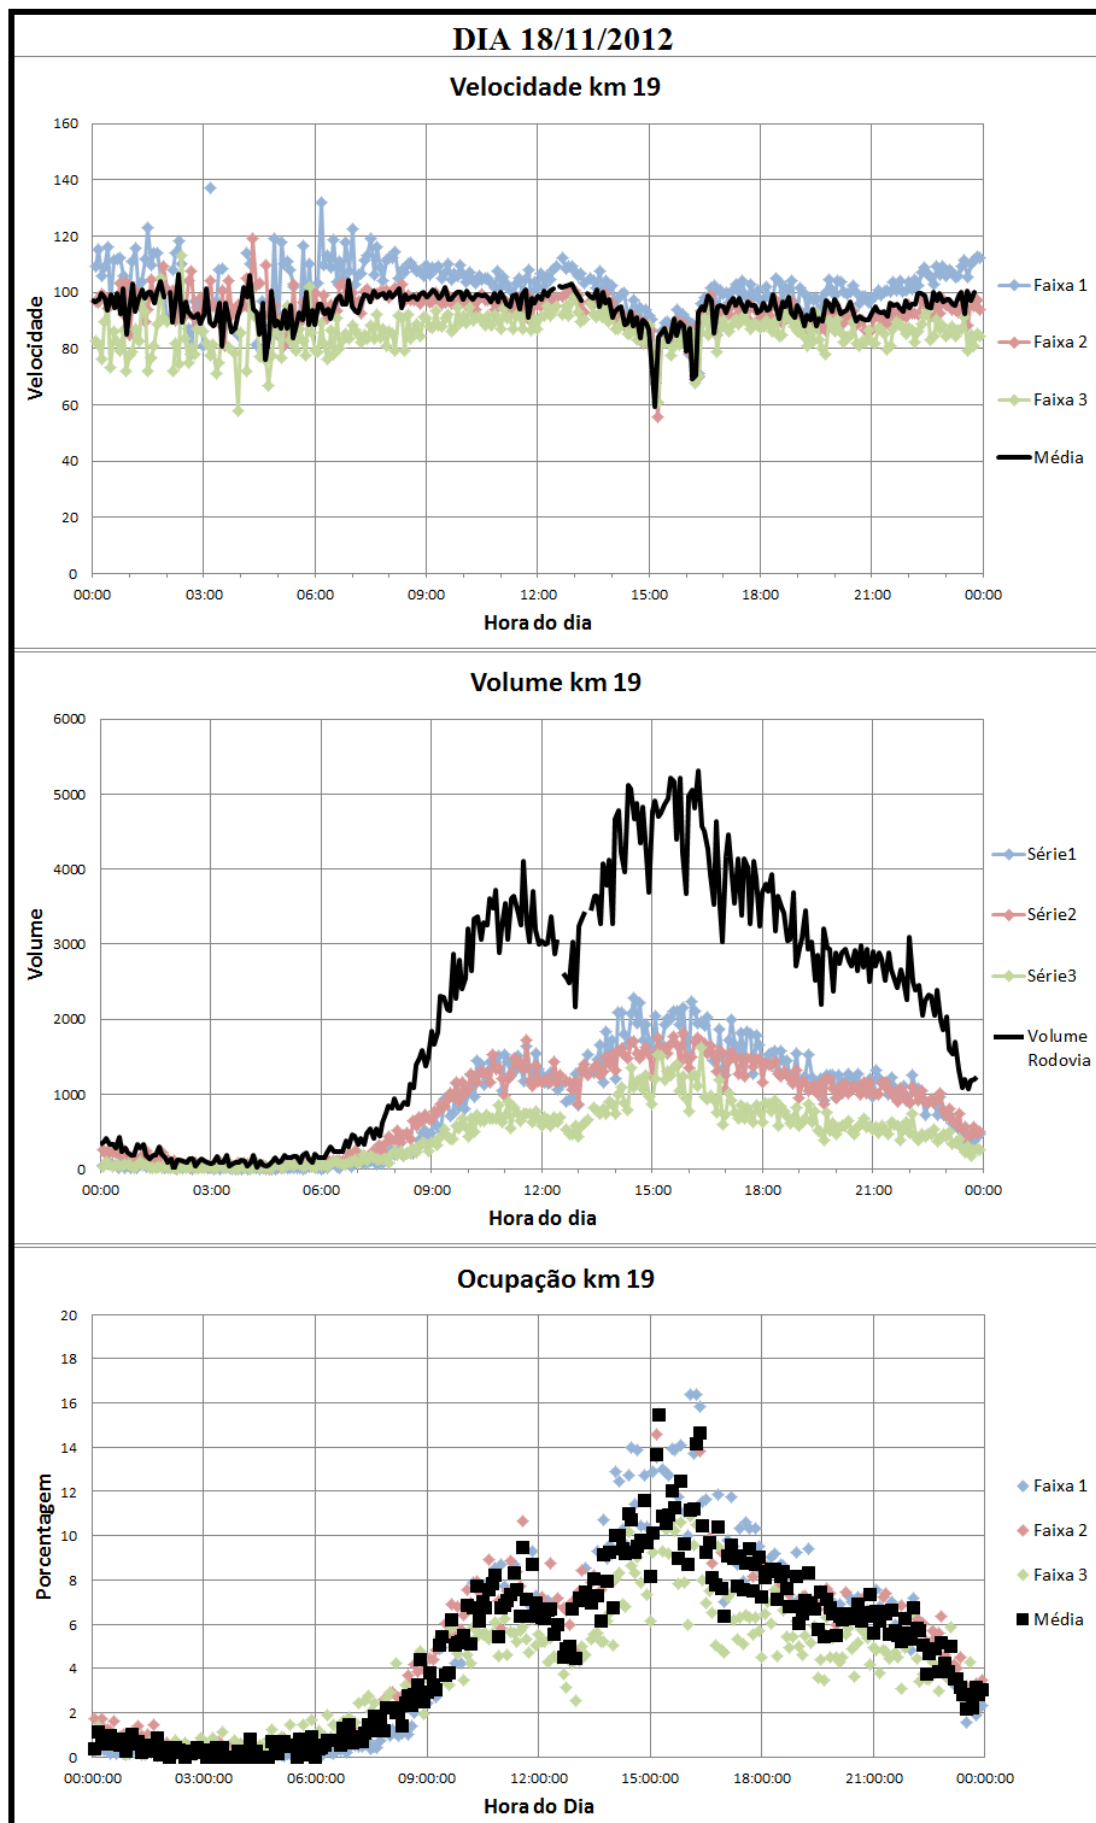 DIA 18/11/2012
Velocidade km 19
160
140
120
100
80
60
40
20
0
Velocidade
00:00 03:00 06:00 09:00 12:00 15:00 18:00 21:00 00:00
Hora do dia
Faixa 1
Faixa 2
Faixa 3
Média
Volume km 19
6000
5000
4000
3000
2000
1000
0
Volume
00:00 03:00 06:00 09:00 12:00 15:00 18:00 21:00 00:00
Hora do dia
Série1
Série2
Série3
Volume
Rodovia
Ocupação km 19
20
18
16
14
12
10
8
6
4
2
0
Porcentagem
00:00:00 03:00:00 06:00:00 09:00:00 12:00:00 15:00:00 18:00:00 21:00:00 00:00:00
Hora do Dia
Faixa 1
Faixa 2
Faixa 3
Média